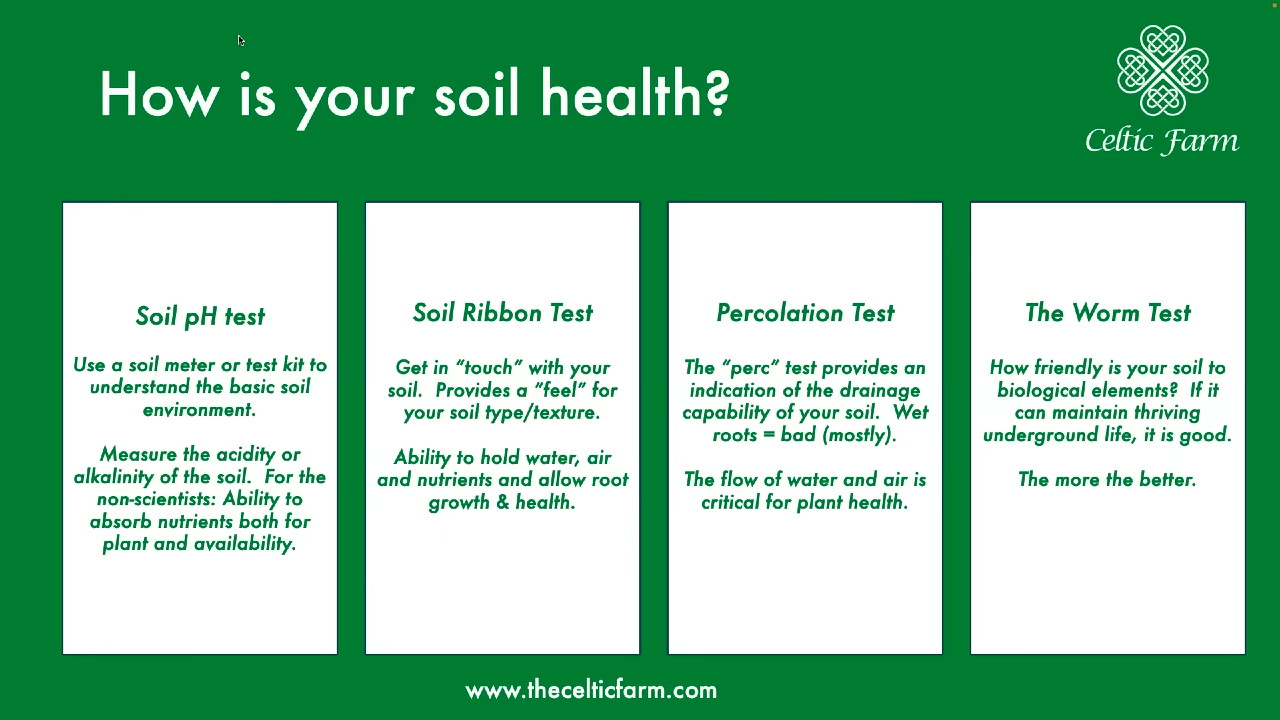 How is your soil health?
Celtic Farm
Soil pH test
Use a soil meter or test kit to
understand the basic soil
environment.
Measure the acidity or
alkalinity of the soil.  For the
non-scientists: Ability to
absorb nutrients both for
plant and availability.
Soil Ribbon Test
Get in “touch” with your
soil.  Provides a “feel” for
your soil type/texture.
Ability to hold water, air
and nutrients and allow root
growth & health.
Percolation Test
The “perc” test provides an
indication of the drainage
capability of your soil.  Wet
roots = bad (mostly).
The flow of water and air is
critical for plant health.
The Worm Test
How friendly is your soil to
biological elements?  If it
can maintain thriving
underground life, it is good.
The more the better.
www.thecelticfarm.com